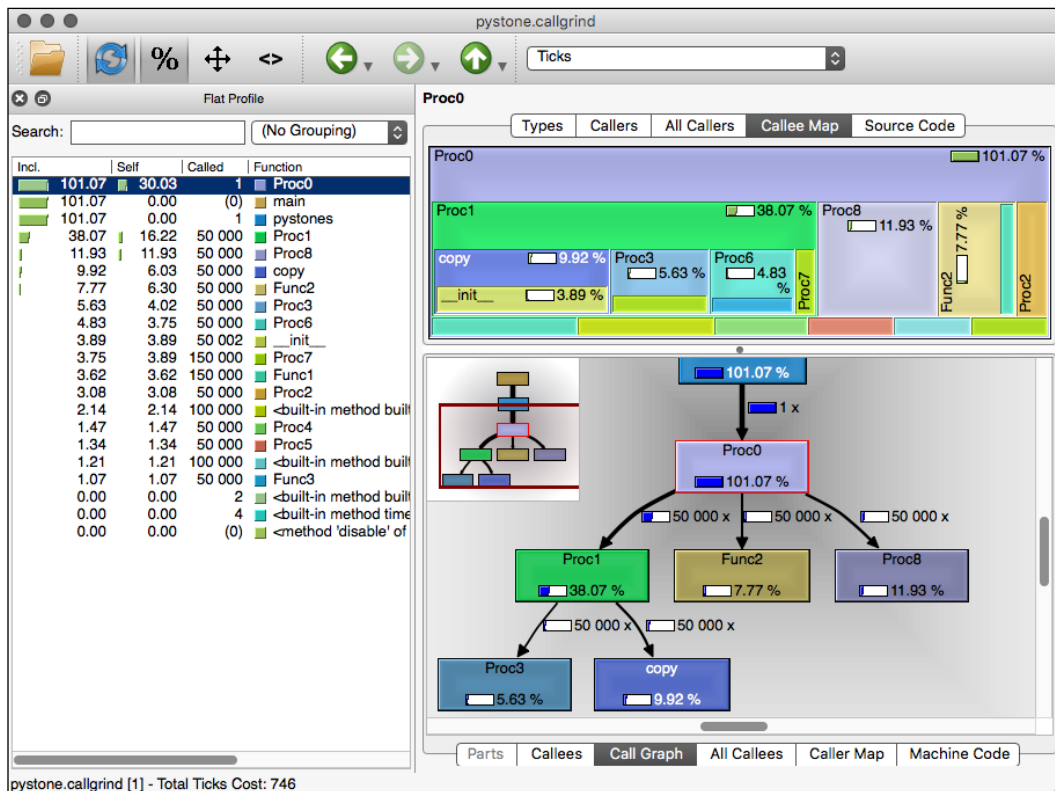 pystone.callgrind
% <> Ticks
Flat Profile
Search: (No Grouping)
Incl. Self Called Function
101.07 30.03 1 Proc0
101.07 0.00 (0) main
101.07 0.00 1 pystones
38.07 16.22 50 000 Proc1
11.93 11.93 50 000 Proc8
9.92 6.03 50 000 copy
7.77 6.30 50 000 Func2
5.63 4.02 50 000 Proc3
4.83 3.75 50 000 Proc6
3.89 3.89 50 002 __init__
3.75 3.89 150 000 Proc7
3.62 3.62 150 000 Func1
3.08 3.08 50 000 Proc2
2.14 2.14 100 000 <built-in method built
1.47 1.47 50 000 Proc4
1.34 1.34 50 000 Proc5
1.21 1.21 100 000 <built-in method built
1.07 1.07 50 000 Func3
0.00 0.00 2 <built-in method built
0.00 0.00 4 <built-in method time
0.00 0.00 (0) <method 'disable' of
Proc0
Types Callers All Callers Callee Map Source Code
Proc0 101.07 %
Proc1 38.07 % Proc8
11.93 %
Func2 7.77 %
Proc2
copy 9.92 % Proc3
5.63 %
Proc6
4.83
%
Proc7
__init__ 3.89 %
101.07 %
1 x
Proc0
101.07 %
50 000 x 50 000 x 50 000 x
Proc1 Func2 Proc8
38.07 % 7.77 % 11.93 %
50 000 x 50 000 x
Proc3 copy
5.63 % 9.92 %
Parts Callees Call Graph All Callees Caller Map Machine Code
pystone.callgrind [1] - Total Ticks Cost: 746